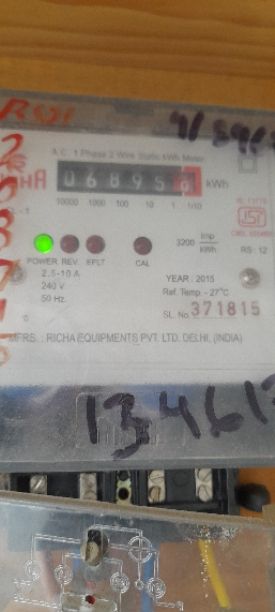 A.C. 1 Phase 2 Wire Static kWh Meter
068950 kWh
10000 1000 100 10 1 1/10
POWER REV. EFLT CAL
3200 Imp/kWh
RS: 12
2.5-10 A
240 V
50 Hz.
YEAR : 2015
Ref. Temp. - 27°C
SL. No. 371815
MFRS. : RICHA EQUIPMENTS PVT. LTD. DELHI, (INDIA)